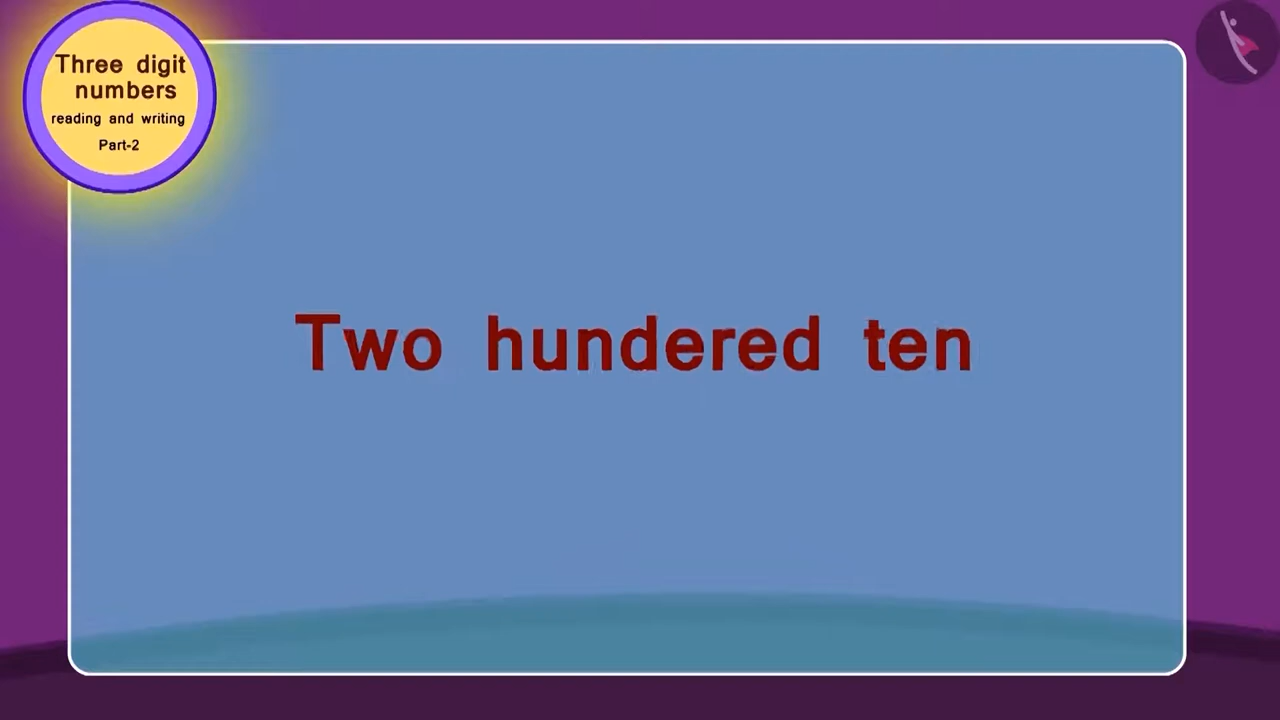 Three digit
numbers
reading and writing
Part-2
Two hundered ten